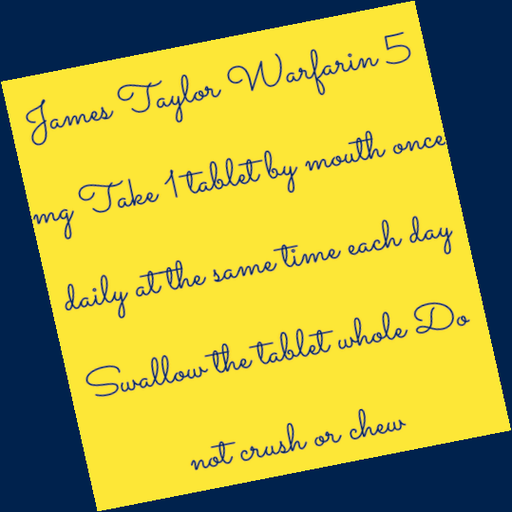 James Taylor Warfarin 5
mg Take 1 tablet by mouth once
daily at the same time each day
Swallow the tablet whole Do
not crush or chew